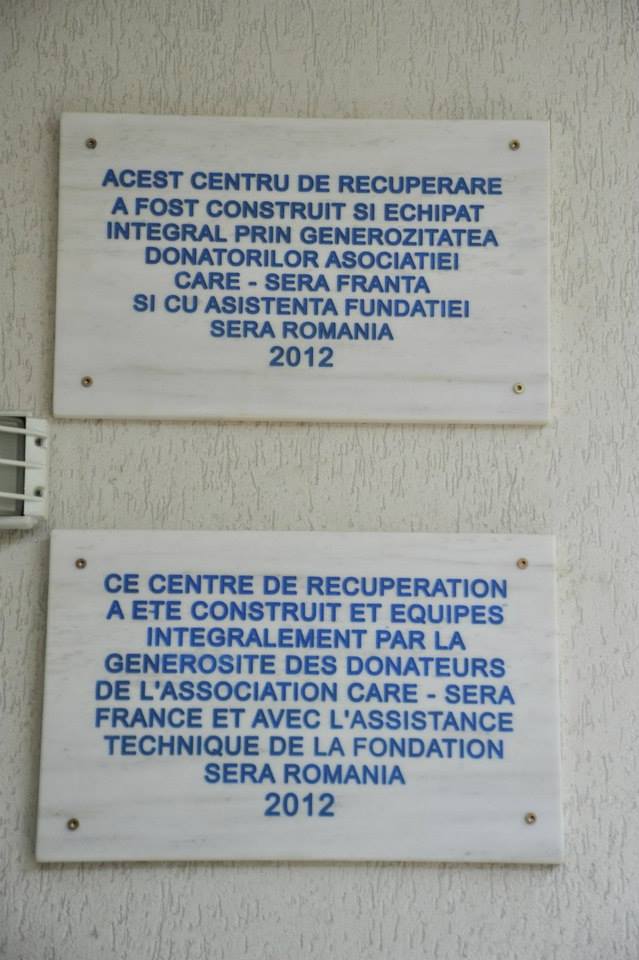 ACEST CENTRU DE RECUPERARE
A FOST CONSTRUIT SI ECHIPAT
INTEGRAL PRIN GENEROZITATEA
DONATORILOR ASOCIATIEI
CARE - SERA FRANTA
SI CU ASISTENTA FUNDATIEI
SERA ROMANIA
2012
CE CENTRE DE RECUPERATION
A ETE CONSTRUIT ET EQUIPES
INTEGRALEMENT PAR LA
GENEROSITE DES DONATEURS
DE L'ASSOCIATION CARE - SERA
FRANCE ET AVEC L'ASSISTANCE
TECHNIQUE DE LA FONDATION
SERA ROMANIA
2012